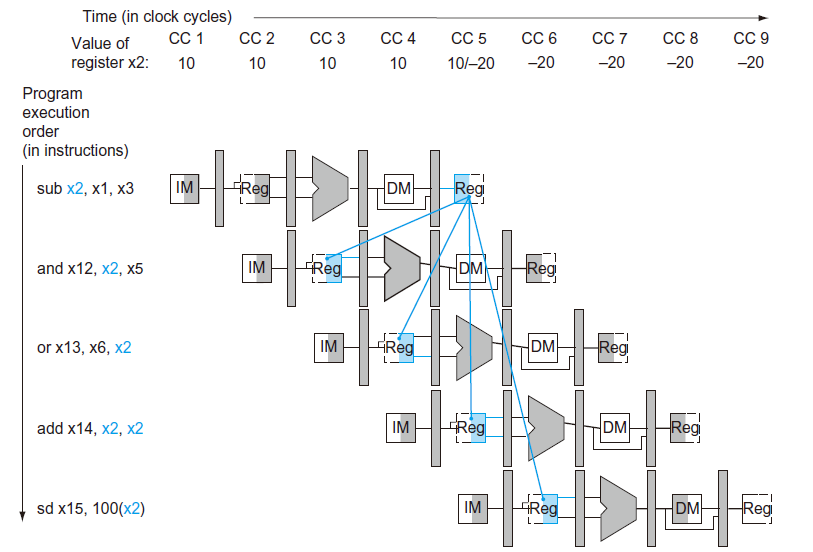 Time (in clock cycles)
Value of CC 1 CC 2 CC 3 CC 4 CC 5 CC 6 CC 7 CC 8 CC 9
register x2: 10 10 10 10 10/–20 –20 –20 –20 –20
Program
execution
order
(in instructions)
sub x2, x1, x3 IM Reg DM Reg
and x12, x2, x5 IM Reg DM Reg
or x13, x6, x2 IM Reg DM Reg
add x14, x2, x2 IM Reg DM Reg
sd x15, 100(x2) IM Reg DM Reg